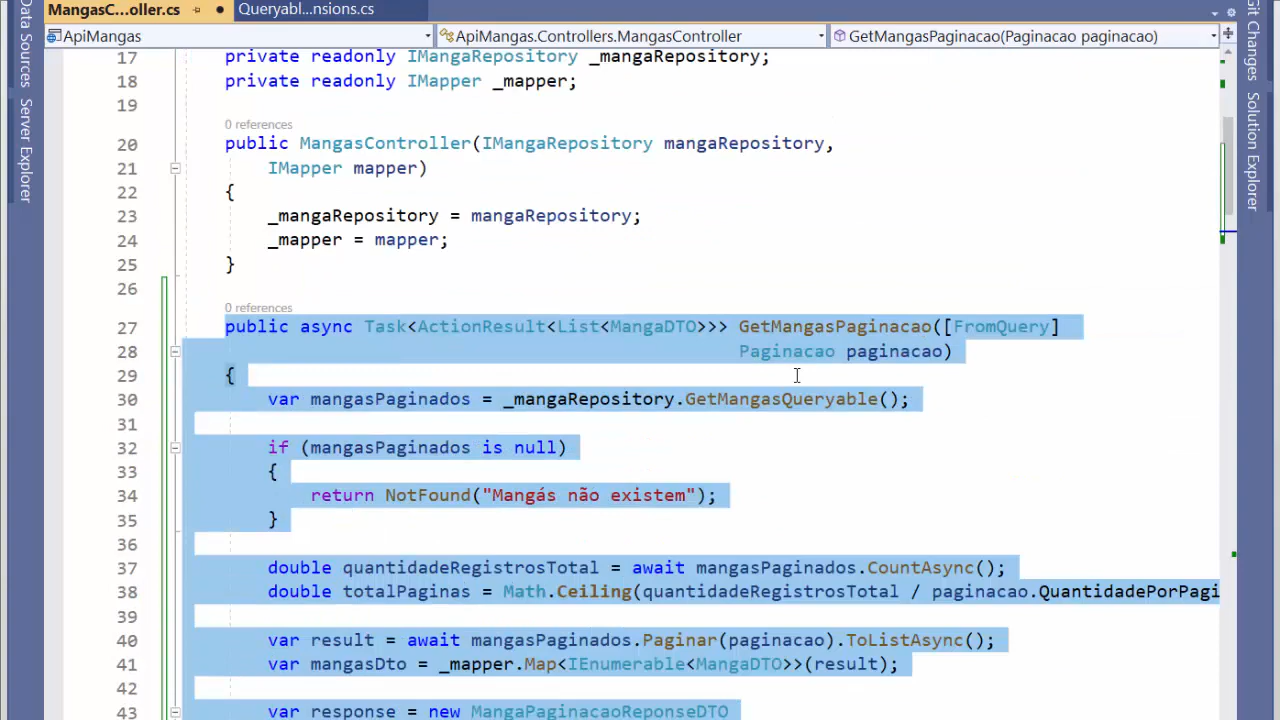 MangasC...oller.cs
Queryabl...nsions.cs
Data Sources
Server Explorer
Git Changes
Solution Explorer
ApiMangas
ApiMangas.Controllers.MangasController
GetMangasPaginacao(Paginacao paginacao)
17 private readonly IMangaRepository _mangaRepository;
18 private readonly IMapper _mapper;
19
0 references
20 public MangasController(IMangaRepository mangaRepository,
21 IMapper mapper)
22 {
23 _mangaRepository = mangaRepository;
24 _mapper = mapper;
25 }
26
0 references
27 public async Task<ActionResult<List<MangaDTO>>> GetMangasPaginacao([FromQuery]
28 Paginacao paginacao)
29 {
30 var mangasPaginados = _mangaRepository.GetMangasQueryable();
31
32 if (mangasPaginados is null)
33 {
34 return NotFound("Mangás não existem");
35 }
36
37 double quantidadeRegistrosTotal = await mangasPaginados.CountAsync();
38 double totalPaginas = Math.Ceiling(quantidadeRegistrosTotal / paginacao.QuantidadePorPagi
39
40 var result = await mangasPaginados.Paginar(paginacao).ToListAsync();
41 var mangasDto = _mapper.Map<IEnumerable<MangaDTO>>(result);
42
43 var response = new MangaPaginacaoReponseDTO